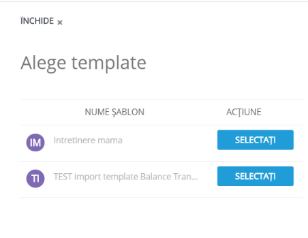 ÎNCHIDE ×
Alege template
NUME ȘABLON ACȚIUNE
IM Intretinere mama SELECTAȚI
TI TEST import template Balance Tran... SELECTAȚI